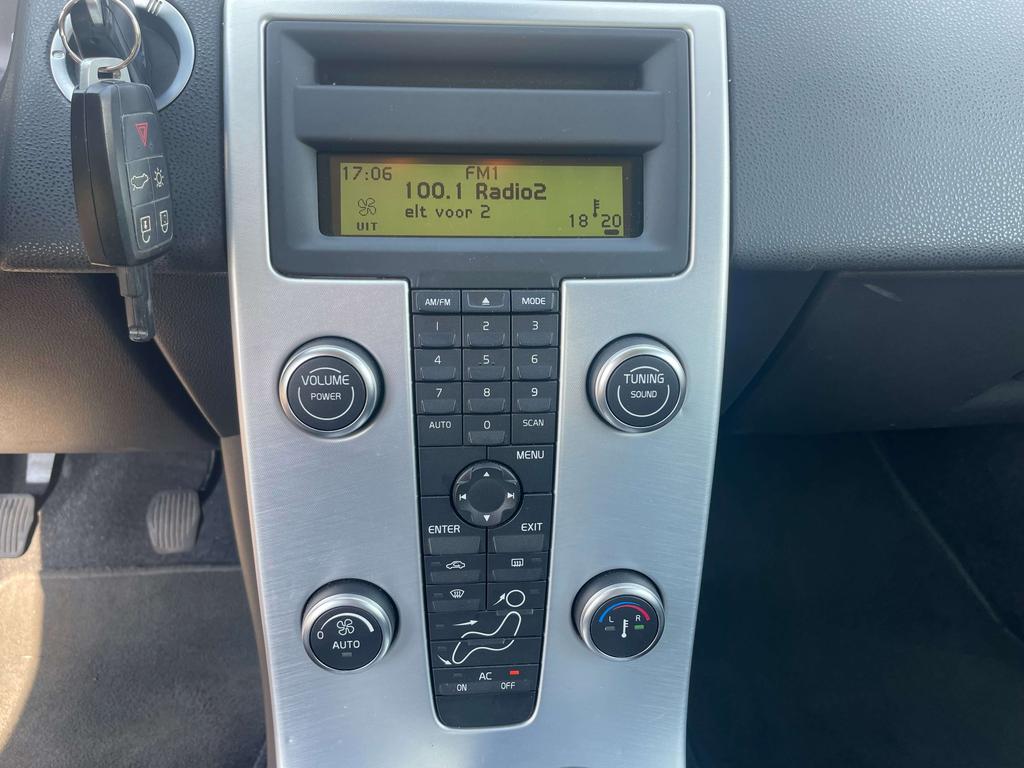 17:06 FM1
100.1 Radio2
elt voor 2
UIT
18 20
AM/FM MODE
1 2 3
4 5 6
7 8 9
AUTO 0 SCAN
VOLUME
POWER
TUNING
SOUND
MENU
ENTER EXIT
0
AUTO
L R
AC
ON OFF